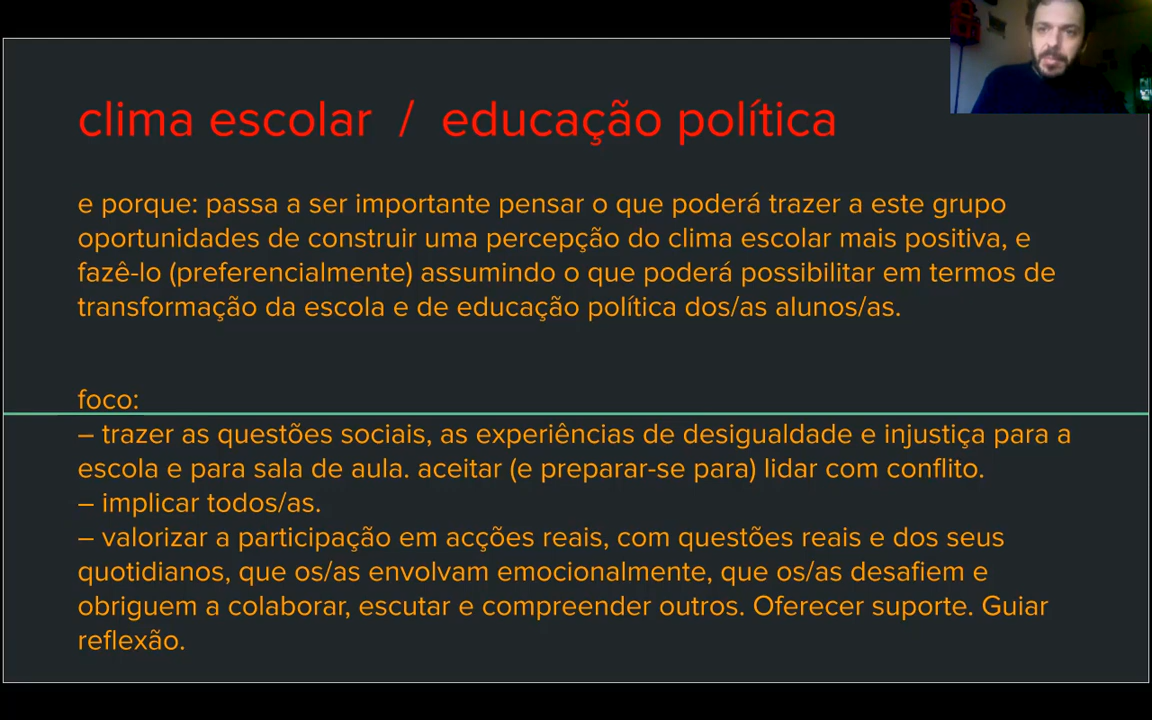 clima escolar / educação política
e porque: passa a ser importante pensar o que poderá trazer a este grupo
oportunidades de construir uma percepção do clima escolar mais positiva, e
fazê-lo (preferencialmente) assumindo o que poderá possibilitar em termos de
transformação da escola e de educação política dos/as alunos/as.
foco:
– trazer as questões sociais, as experiências de desigualdade e injustiça para a
escola e para sala de aula. aceitar (e preparar-se para) lidar com conflito.
– implicar todos/as.
– valorizar a participação em acções reais, com questões reais e dos seus
quotidianos, que os/as envolvam emocionalmente, que os/as desafiem e
obriguem a colaborar, escutar e compreender outros. Oferecer suporte. Guiar
reflexão.